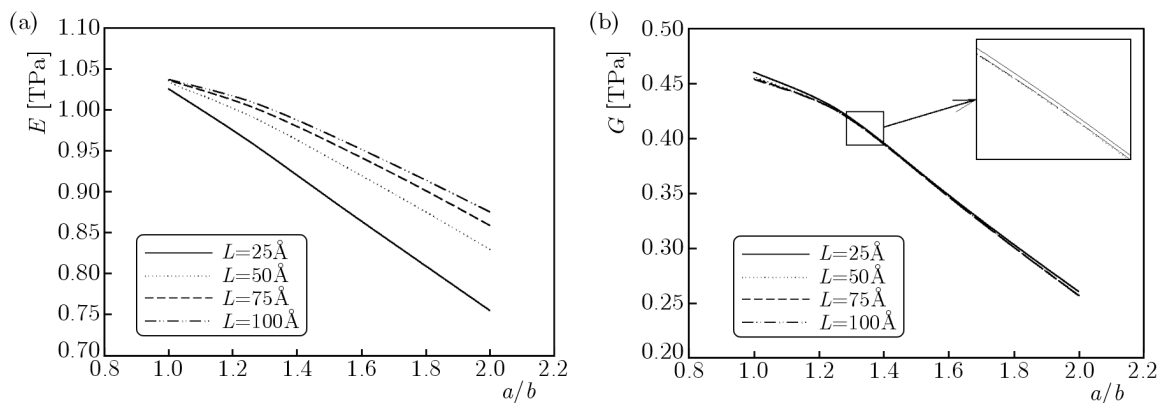 (a)
E [TPa]
1.10
1.05
1.00
0.95
0.90
0.85
0.80
0.75
0.70
0.8 1.0 1.2 1.4 1.6 1.8 2.0 2.2
a/b
L=25Å
L=50Å
L=75Å
L=100Å
(b)
G [TPa]
0.50
0.45
0.40
0.35
0.30
0.25
0.20
0.8 1.0 1.2 1.4 1.6 1.8 2.0 2.2
a/b
L=25Å
L=50Å
L=75Å
L=100Å